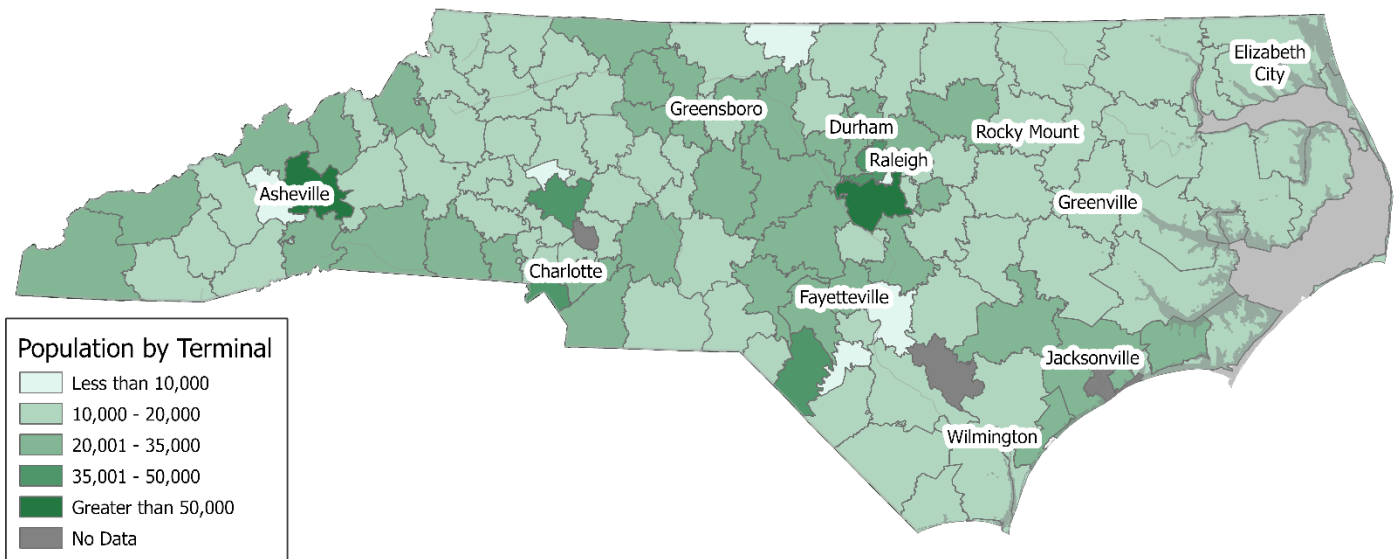 Elizabeth
City
Greensboro
Durham
Rocky Mount
Raleigh
Asheville
Greenville
Charlotte
Fayetteville
Jacksonville
Wilmington
Population by Terminal
Less than 10,000
10,000 - 20,000
20,001 - 35,000
35,001 - 50,000
Greater than 50,000
No Data